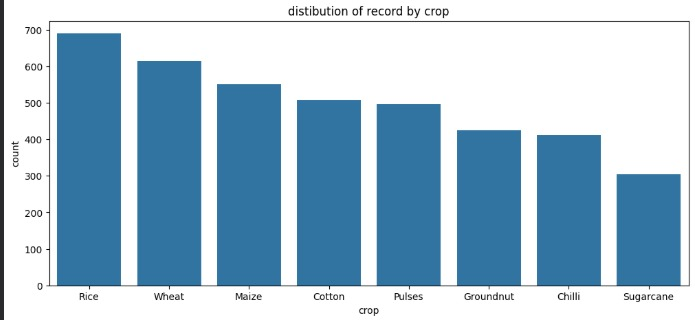 distibution of record by crop
700
600
500
400
300
200
100
0
count
Rice Wheat Maize Cotton Pulses Groundnut Chilli Sugarcane
crop